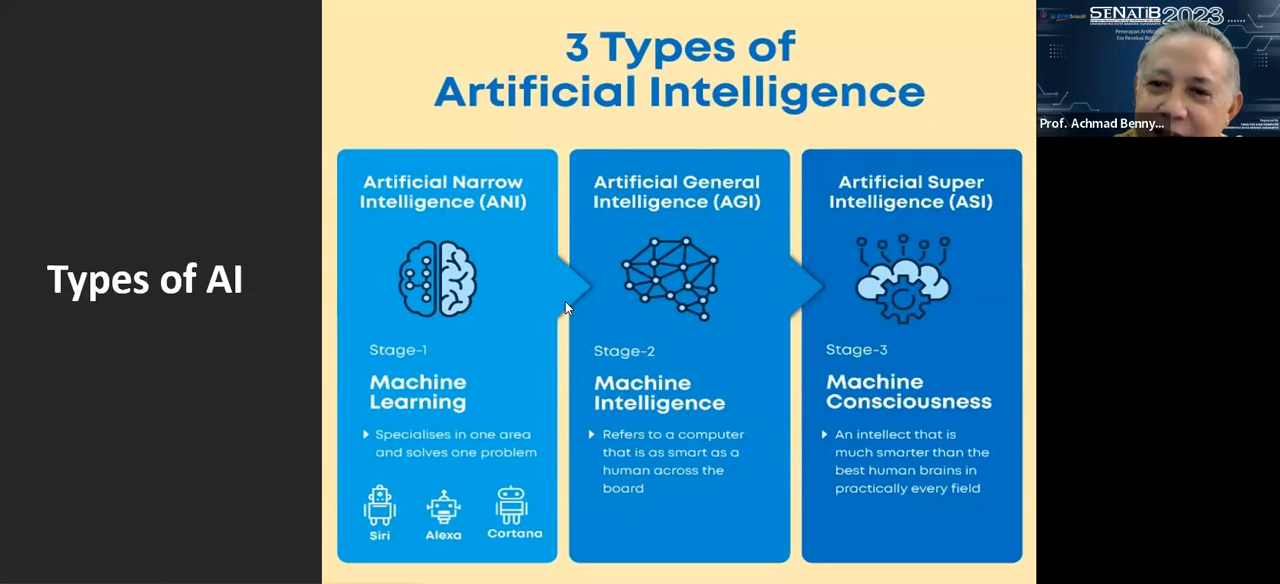 Types of AI
3 Types of
Artificial Intelligence
Artificial Narrow
Intelligence (ANI)
Stage-1
Machine
Learning
Specialises in one area
and solves one problem
Siri
Alexa
Cortana
Artificial General
Intelligence (AGI)
Stage-2
Machine
Intelligence
Refers to a computer
that is as smart as a
human across the
board
Artificial Super
Intelligence (ASI)
Stage-3
Machine
Consciousness
An intellect that is
much smarter than the
best human brains in
practically every field
SENATIB 2023
Prof. Achmad Benny...